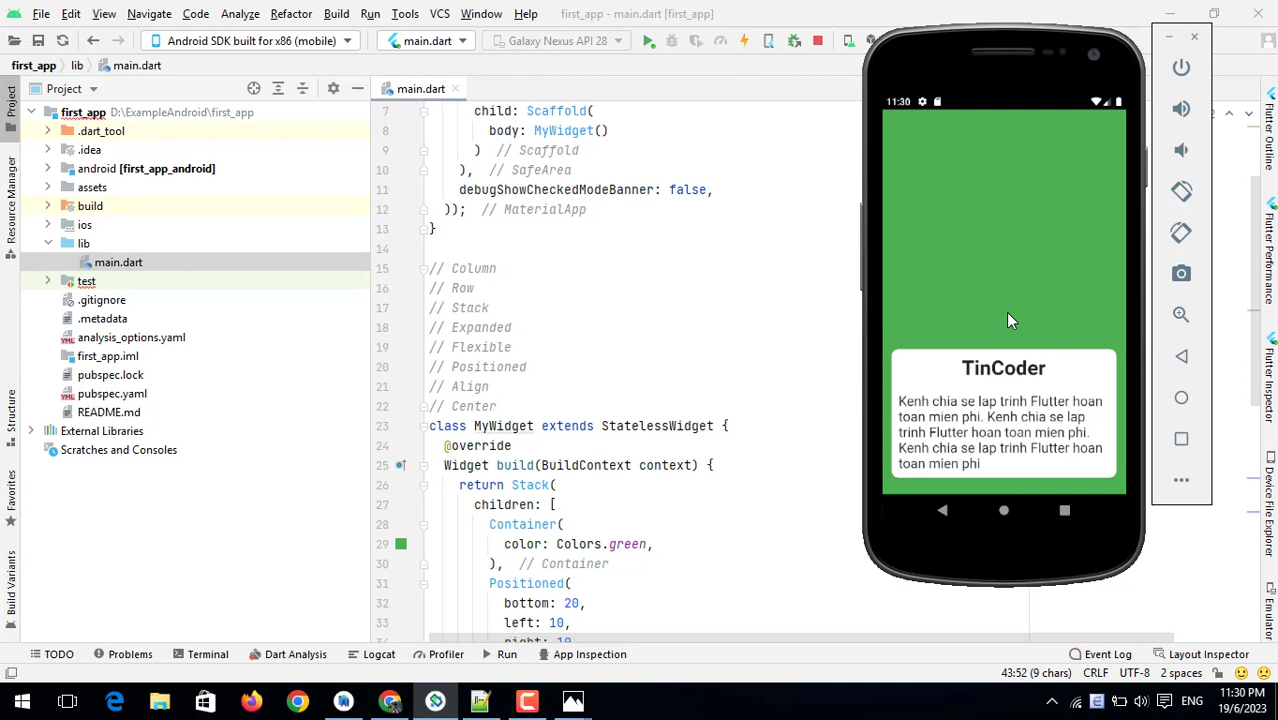 File Edit View Navigate Code Analyze Refactor Build Run Tools VCS Window Help first_app - main.dart [first_app]
Android SDK built for x86 (mobile) main.dart Galaxy Nexus API 28
first_app lib main.dart
Project
main.dart
first_app D:\ExampleAndroid\first_app
.dart_tool
.idea
android [first_app_android]
assets
build
ios
lib
main.dart
test
.gitignore
.metadata
analysis_options.yaml
first_app.iml
pubspec.lock
pubspec.yaml
README.md
External Libraries
Scratches and Consoles
Project
Resource Manager
Structure
Favorites
Build Variants
7 child: Scaffold(
8 body: MyWidget()
9 ) // Scaffold
10 ), // SafeArea
11 debugShowCheckedModeBanner: false,
12 )); // MaterialApp
13 }
14
15 // Column
16 // Row
17 // Stack
18 // Expanded
19 // Flexible
20 // Positioned
21 // Align
22 // Center
23 class MyWidget extends StatelessWidget {
24 @override
25 Widget build(BuildContext context) {
26 return Stack(
27 children: [
28 Container(
29 color: Colors.green,
30 ), // Container
31 Positioned(
32 bottom: 20,
33 left: 10,
34 right: 10
11:30
TinCoder
Kenh chia se lap trinh Flutter hoan
toan mien phi. Kenh chia se lap
trinh Flutter hoan toan mien phi.
Kenh chia se lap trinh Flutter hoan
toan mien phi
2
Flutter Outline
Flutter Performance
Flutter Inspector
Device File Explorer
Emulator
TODO Problems Terminal Dart Analysis Logcat Profiler Run App Inspection Event Log Layout Inspector
43:52 (9 chars) CRLF UTF-8 2 spaces
ENG
11:30 PM
19/6/2023